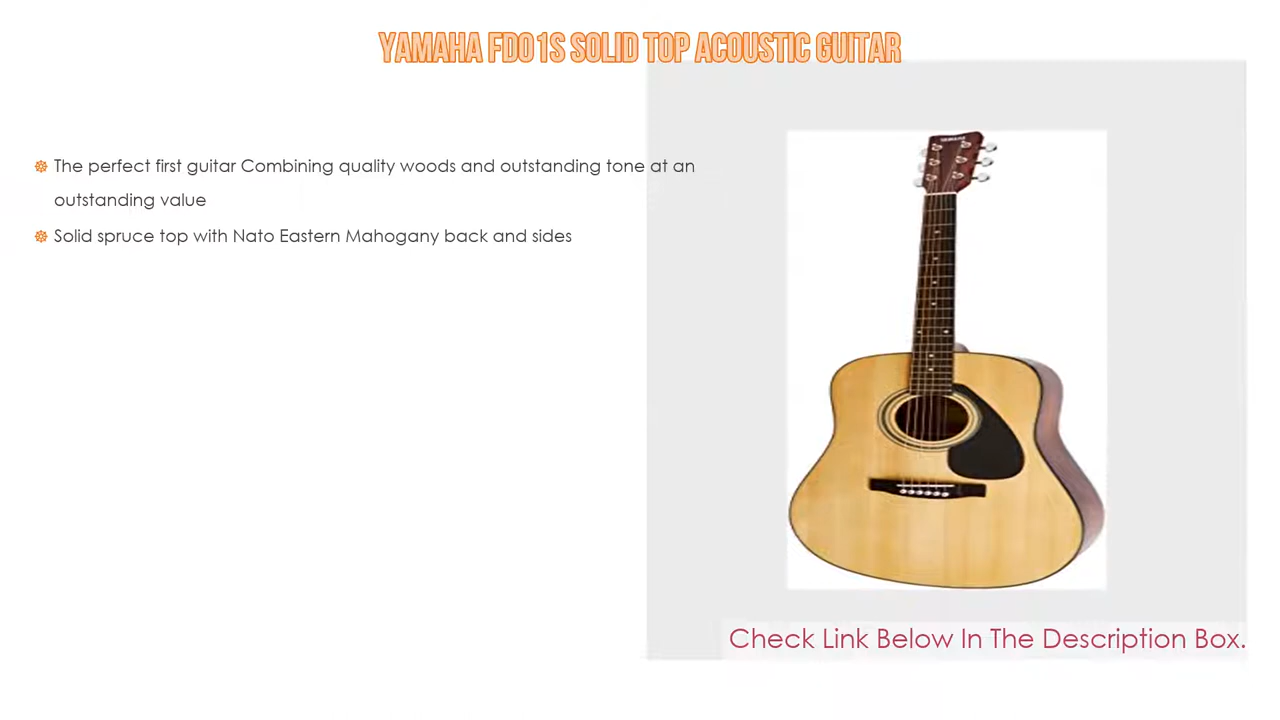 YAMAHA FD01S SOLID TOP ACOUSTIC GUITAR
The perfect first guitar Combining quality woods and outstanding tone at an
outstanding value
Solid spruce top with Nato Eastern Mahogany back and sides
YAMAHA
Check Link Below In The Description Box.